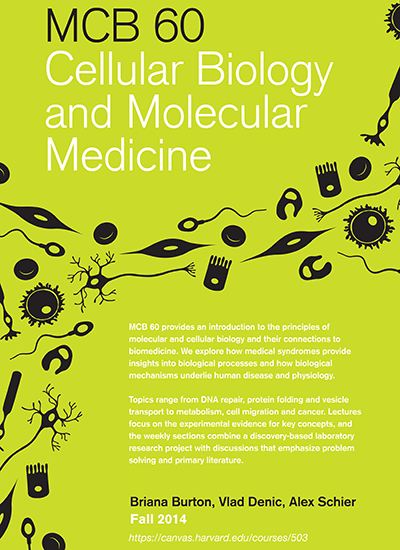 MCB 60
Cellular Biology
and Molecular
Medicine
MCB 60 provides an introduction to the principles of
molecular and cellular biology and their connections to
biomedicine. We explore how medical syndromes provide
insights into biological processes and how biological
mechanisms underlie human disease and physiology.
Topics range from DNA repair, protein folding and vesicle
transport to metabolism, cell migration and cancer. Lectures
focus on the experimental evidence for key concepts, and
the weekly sections combine a discovery-based laboratory
research project with discussions that emphasize problem
solving and primary literature.
Briana Burton, Vlad Denic, Alex Schier
Fall 2014
https://canvas.harvard.edu/courses/503